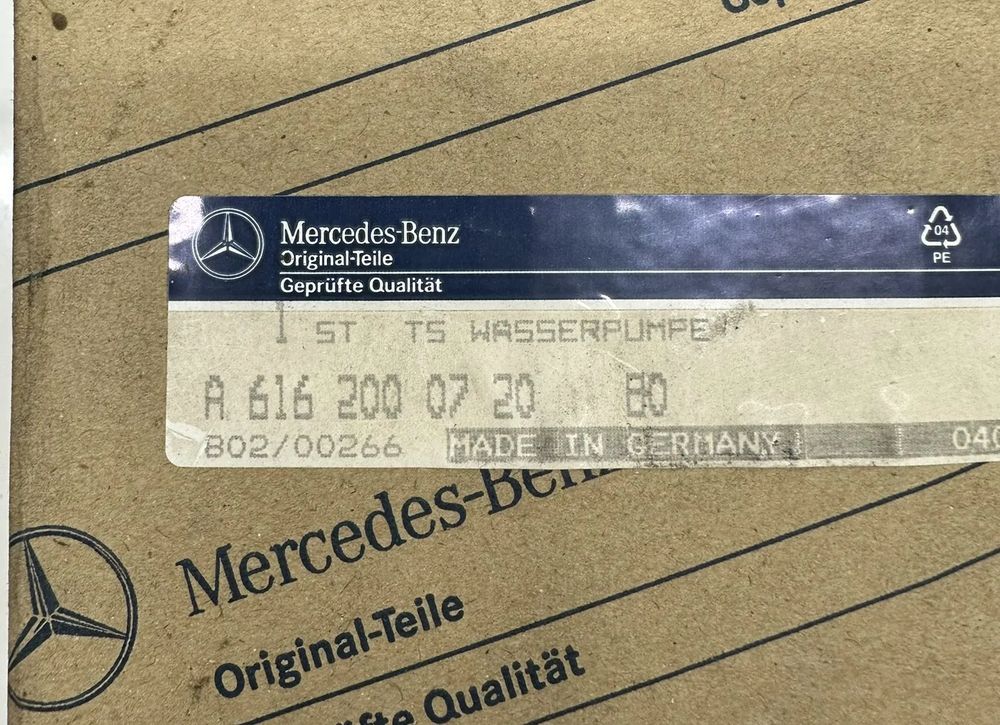 Mercedes-Benz
Original-Teile
Geprüfte Qualität
04
PE
1 ST TS WASSERPUMPE
A 616 200 07 20 80
802/00266 MADE IN GERMANY
Mercedes-Benz
Original-Teile
Qualität